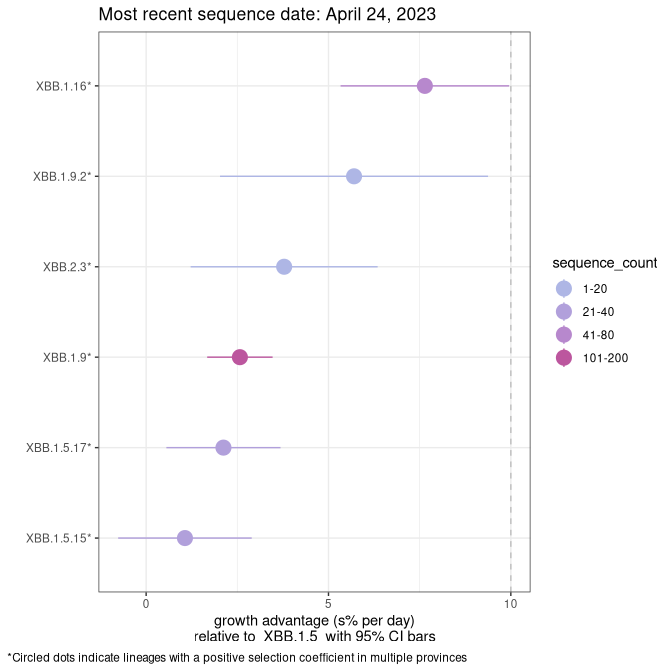 Most recent sequence date: April 24, 2023
XBB.1.16*
XBB.1.9.2*
XBB.2.3*
XBB.1.9*
XBB.1.5.17*
XBB.1.5.15*
0 5 10
growth advantage (s% per day)
relative to XBB.1.5 with 95% CI bars
sequence_count
1-20
21-40
41-80
101-200
*Circled dots indicate lineages with a positive selection coefficient in multiple provinces